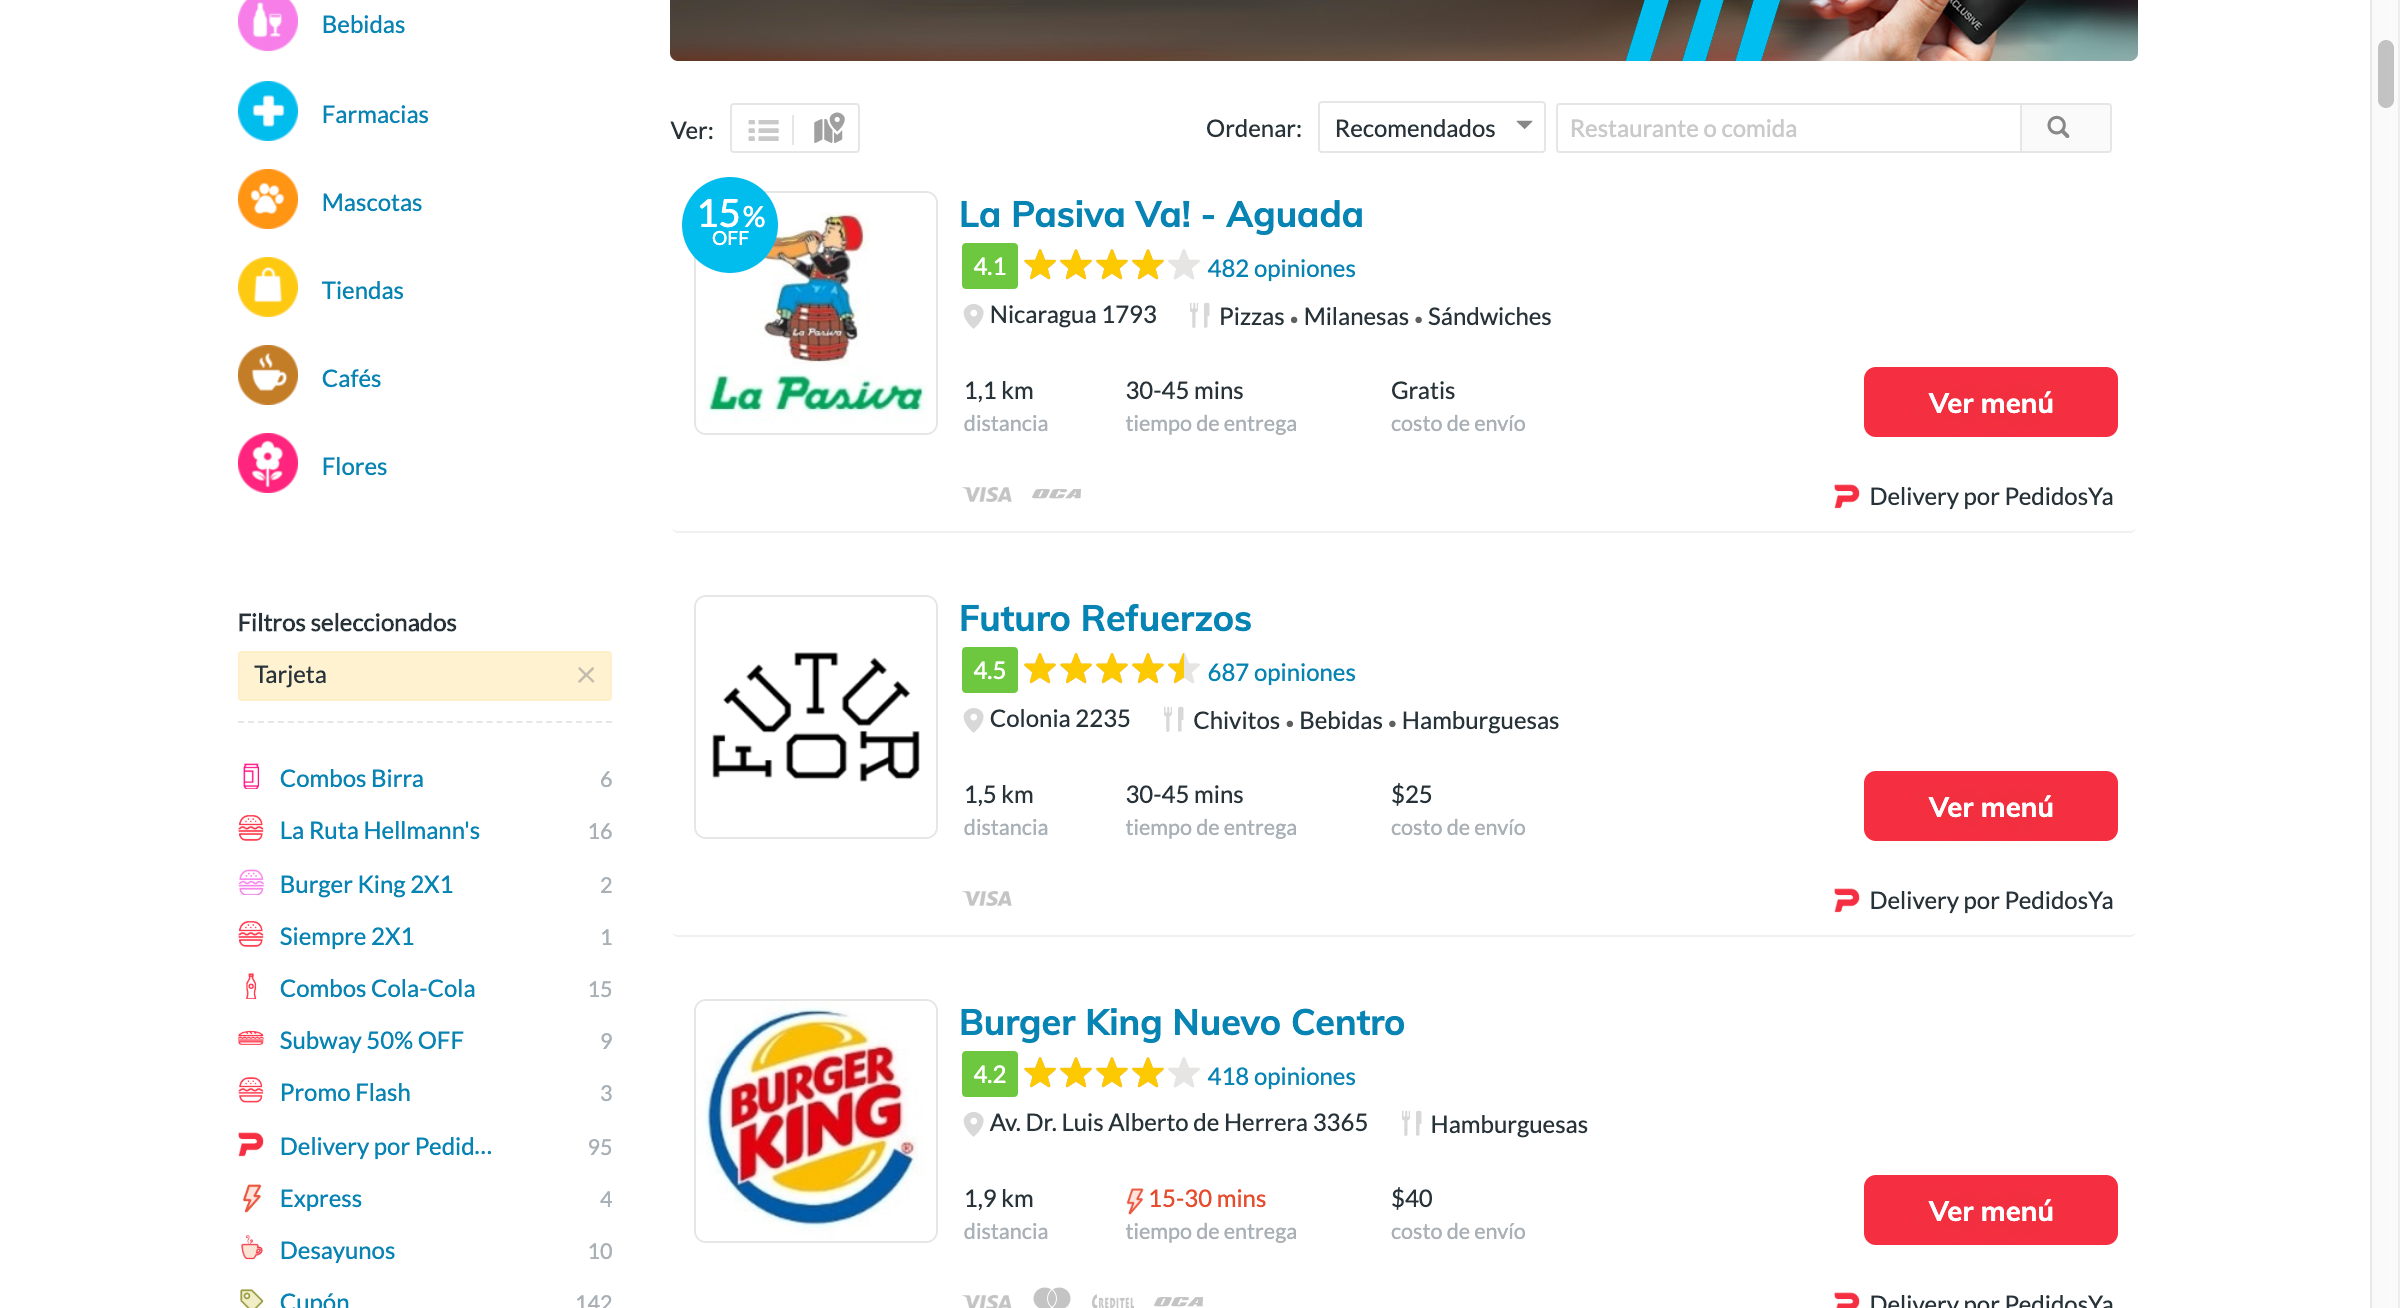 Bebidas
Farmacias
Mascotas
Tiendas
Cafés
Flores
Filtros seleccionados
Tarjeta
Combos Birra 6
La Ruta Hellmann's 16
Burger King 2X1 2
Siempre 2X1 1
Combos Cola-Cola 15
Subway 50% OFF 9
Promo Flash 3
Delivery por Pedid... 95
Express 4
Desayunos 10
Cupón 142
Ver:
Ordenar: Recomendados Restaurante o comida
15%
OFF
La Pasiva
La Pasiva
La Pasiva Va! - Aguada
4.1 482 opiniones
Nicaragua 1793 Pizzas • Milanesas • Sándwiches
1,1 km 30-45 mins Gratis
distancia tiempo de entrega costo de envío
Ver menú
VISA OCA
Delivery por PedidosYa
FUTURO
Futuro Refuerzos
4.5 687 opiniones
Colonia 2235 Chivitos • Bebidas • Hamburguesas
1,5 km 30-45 mins $25
distancia tiempo de entrega costo de envío
Ver menú
VISA
Delivery por PedidosYa
BURGER
KING®
Burger King Nuevo Centro
4.2 418 opiniones
Av. Dr. Luis Alberto de Herrera 3365 Hamburguesas
1,9 km 15-30 mins $40
distancia tiempo de entrega costo de envío
Ver menú
VISA CREDITEL OCA
Delivery por PedidosYa